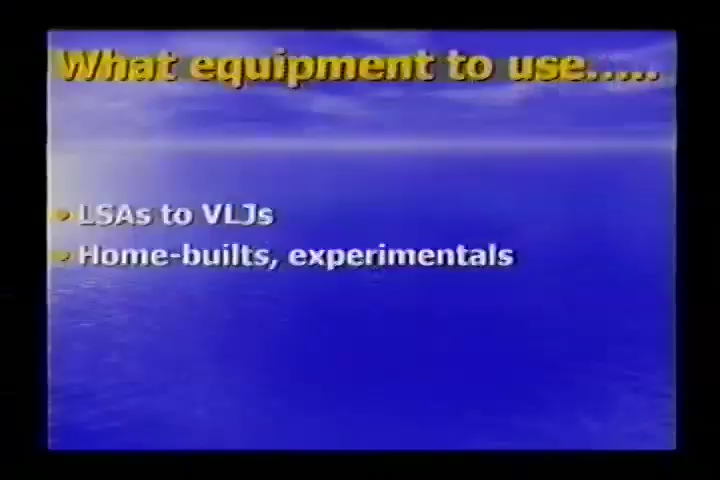 What equipment to use.....
• LSAs to VLJs
• Home-builts, experimentals